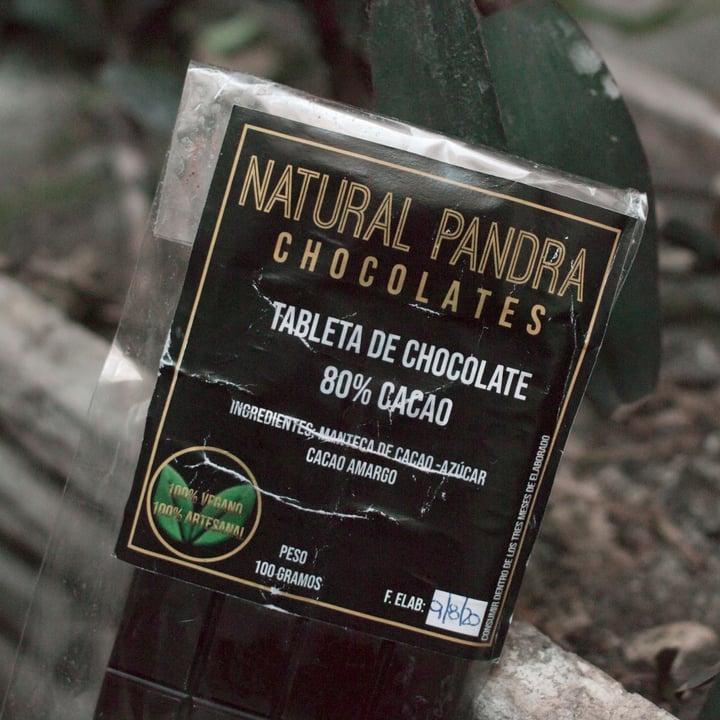 NATURAL PANDRA
CHOCOLATES
TABLETA DE CHOCOLATE
80% CACAO
INGREDIENTES: MANTECA DE CACAO -AZÚCAR
CACAO AMARGO
100% VEGANO
100% ARTESANAL
PESO
100 GRAMOS
F. ELAB: 9/8/20
CONSUMIR DENTRO DE LOS TRES MESES DE ELABORADO